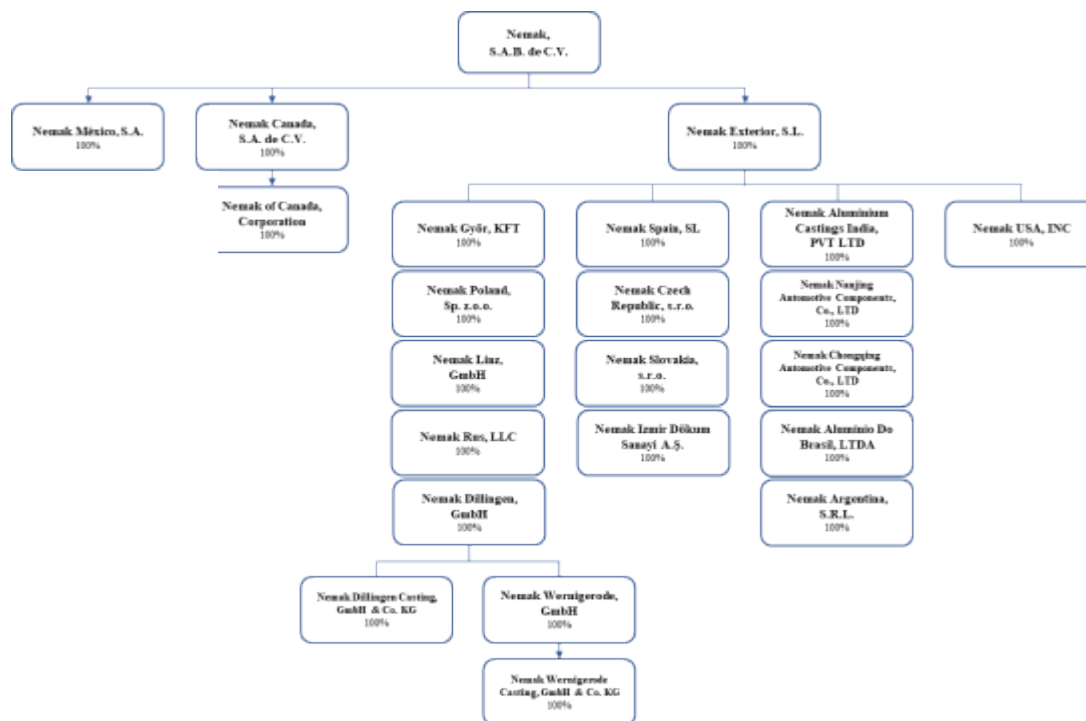 Nemak,
S.A.B. de C.V.
Nemak México, S.A.
100%
Nemak Canada,
S.A. de C.V.
100%
Nemak Exterior, S.L.
100%
Nemak of Canada,
Corporation
100%
Nemak Győr, KFT
100%
Nemak Spain, SL
100%
Nemak Aluminium
Castings India,
PVT LTD
100%
Nemak USA, INC
100%
Nemak Poland,
Sp. z.o.o.
100%
Nemak Czech
Republic, s.r.o.
100%
Nemak Nanjing
Automotive Components,
Co., LTD
100%
Nemak Linz,
GmbH
100%
Nemak Slovakia,
s.r.o.
100%
Nemak Chongqing
Automotive Components,
Co., LTD
100%
Nemak Rus, LLC
100%
Nemak Izmir Döküm
Sanayi A.Ş.
100%
Nemak Alumínio Do
Brasil, LTDA
100%
Nemak Dillingen,
GmbH
100%
Nemak Argentina,
S.R.L.
100%
Nemak Dillingen Casting,
GmbH & Co. KG
100%
Nemak Wernigerode,
GmbH
100%
Nemak Wernigerode
Casting, GmbH & Co. KG
100%